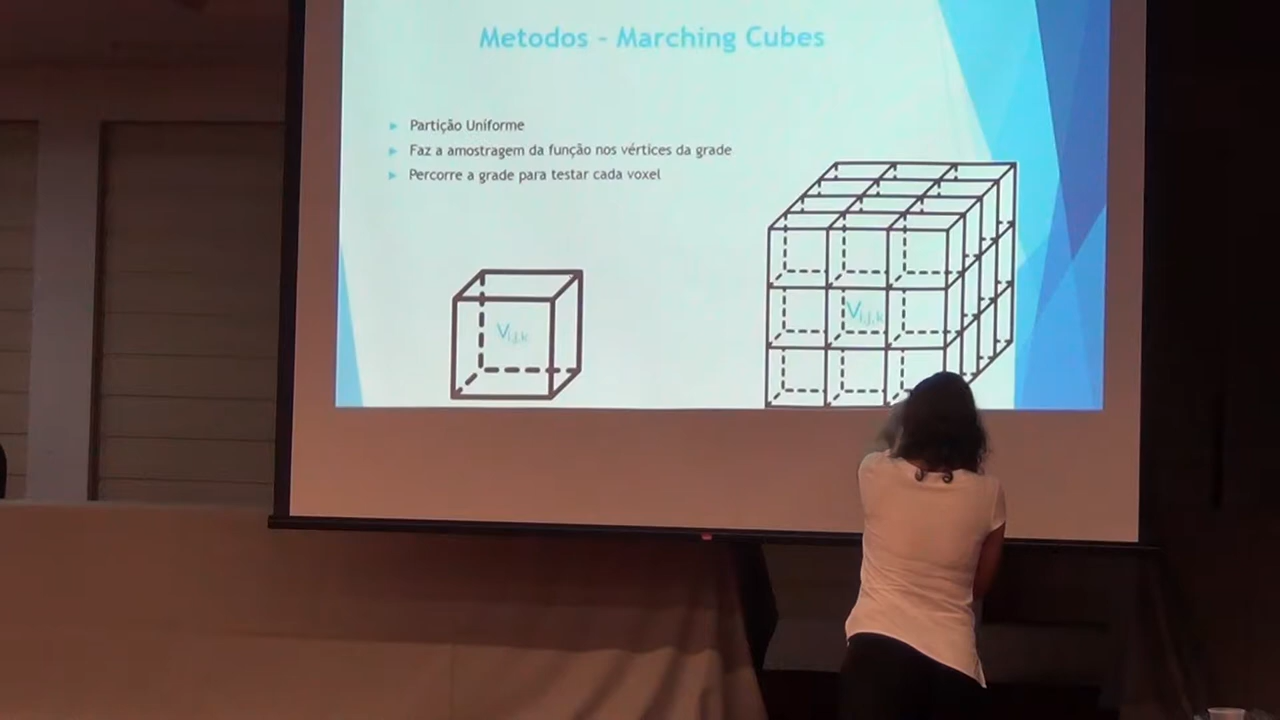 Metodos - Marching Cubes
Partição Uniforme
Faz a amostragem da função nos vértices da grade
Percorre a grade para testar cada voxel
Vi,j,k
Vi,j,k